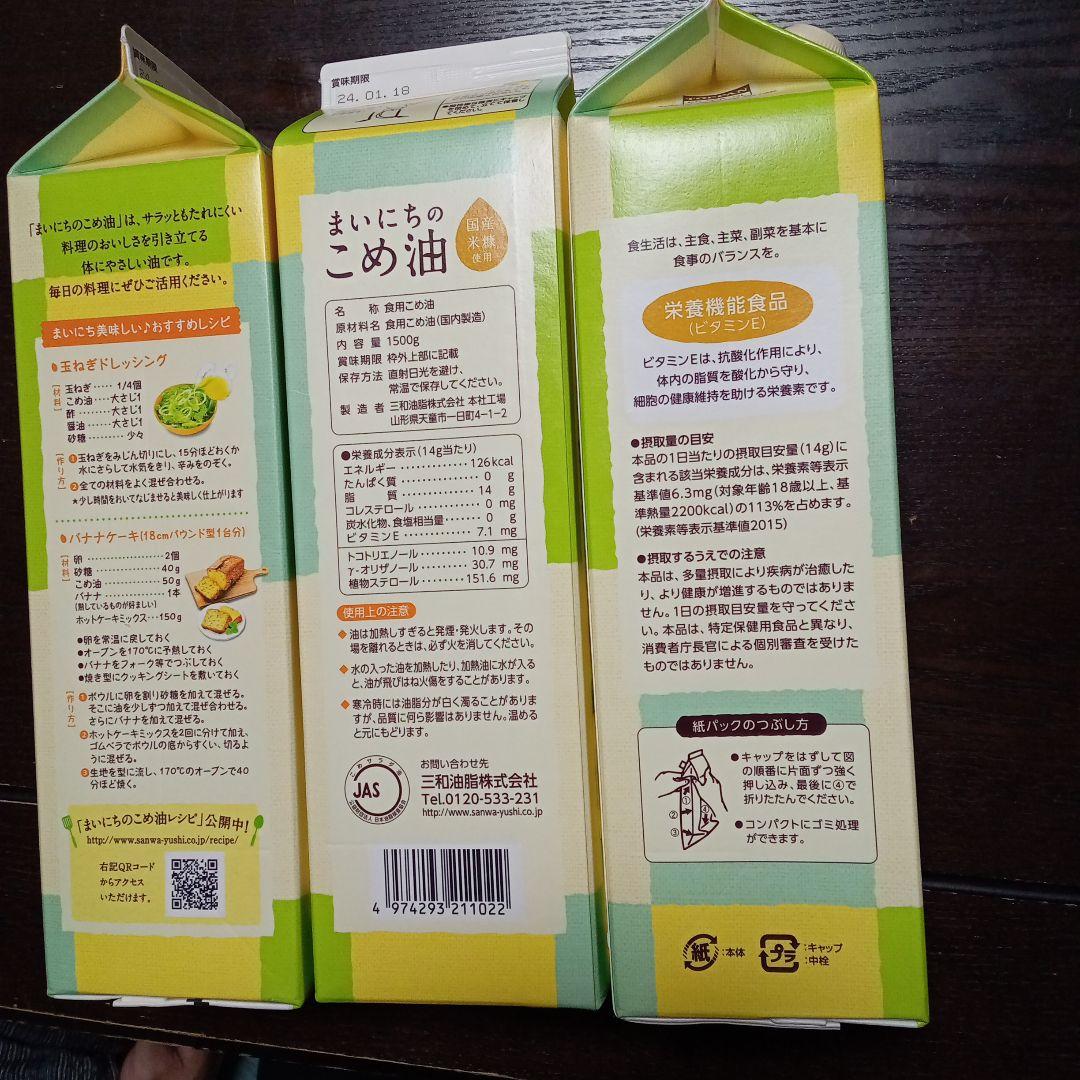 「まいにちのこめ油」は、サラッともたれにくい
料理のおいしさを引き立てる
体にやさしい油です。
毎日の料理にぜひご活用ください。
まいにち美味しい♪おすすめレシピ
玉ねぎドレッシング
[材料]
玉ねぎ‥‥‥1/4個
こめ油‥‥大さじ1
酢‥‥‥‥大さじ1
醤油‥‥‥大さじ1
砂糖‥‥‥‥‥少々
[作り方]
❶玉ねぎをみじん切りにし、15分ほどおくか
水にさらして水気をきり、辛みをのぞく。
❷全ての材料をよく混ぜ合わせる。
★少し時間をおいてなじませると美味しく仕上がります
バナナケーキ(18cmパウンド型1台分)
[材料]
卵‥‥‥‥‥‥‥2個
砂糖‥‥‥‥‥‥40g
こめ油‥‥‥‥‥50g
バナナ‥‥‥‥‥1本
(熟しているものが好ましい)
ホットケーキミックス‥‥150g
●卵を常温に戻しておく
●オーブンを170℃に予熱しておく
●バナナをフォーク等でつぶしておく
●焼き型にクッキングシートを敷いておく
[作り方]
❶ボウルに卵を割り砂糖を加えて混ぜる。
そこに油を少しずつ加えて混ぜ合わせる。
さらにバナナを加えて混ぜる。
❷ホットケーキミックスを2回に分けて加え、
ゴムベラでボウルの底からすくい、切るよ
うに混ぜる。
❸生地を型に流し、170℃のオーブンで40
分ほど焼く。
「まいにちのこめ油レシピ」公開中!
http://www.sanwa-yushi.co.jp/recipe/
右記QRコード
からアクセス
いただけます。
賞味期限
24.01.18
まいにちの
こめ油
国産
米糠
使用
名称 食用こめ油
原材料名 食用こめ油(国内製造)
内容量 1500g
賞味期限 枠外上部に記載
保存方法 直射日光を避け、
常温で保存してください。
製造者 三和油脂株式会社 本社工場
山形県天童市一日町4-1-2
●栄養成分表示(14g当たり)
エネルギー‥‥‥‥‥126kcal
たんぱく質‥‥‥‥‥0 g
脂質‥‥‥‥‥14 g
コレステロール‥‥‥‥0 mg
炭水化物、食塩相当量‥‥0 g
ビタミンE‥‥‥‥‥7.1 mg
トコトリエノール‥‥‥10.9 mg
γ-オリザノール‥‥‥30.7 mg
植物ステロール‥‥‥151.6 mg
使用上の注意
◆油は加熱しすぎると発煙・発火します。その
場を離れるときは、必ず火を消してください。
◆水の入った油を加熱したり、加熱油に水が入る
と、油が飛びはね火傷をすることがあります。
◆寒冷時には油脂分が白く濁ることがありま
すが、品質に何ら影響はありません。温める
と元にもどります。
こめサラダ油
JAS
お問い合わせ先
三和油脂株式会社
Tel.0120-533-231
http://www.sanwa-yushi.co.jp
4 974293 211022
食生活は、主食、主菜、副菜を基本に
食事のバランスを。
栄養機能食品
(ビタミンE)
ビタミンEは、抗酸化作用により、
体内の脂質を酸化から守り、
細胞の健康維持を助ける栄養素です。
●摂取量の目安
本品の1日当たりの摂取目安量(14g)に
含まれる該当栄養成分は、栄養素等表示
基準値6.3mg(対象年齢18歳以上、基
準熱量2200kcal)の113%を占めます。
(栄養素等表示基準値2015)
●摂取するうえでの注意
本品は、多量摂取により疾病が治癒した
り、より健康が増進するものではありま
せん。1日の摂取目安量を守ってくださ
い。本品は、特定保健用食品と異なり、
消費者庁長官による個別審査を受けた
ものではありません。
紙パックのつぶし方
●キャップをはずして図
の順番に片面ずつ強く
押し込み、最後に④で
折りたたんでください。
●コンパクトにゴミ処理
ができます。
①
②
③
④
紙:本体
プラ:キャップ
:中栓